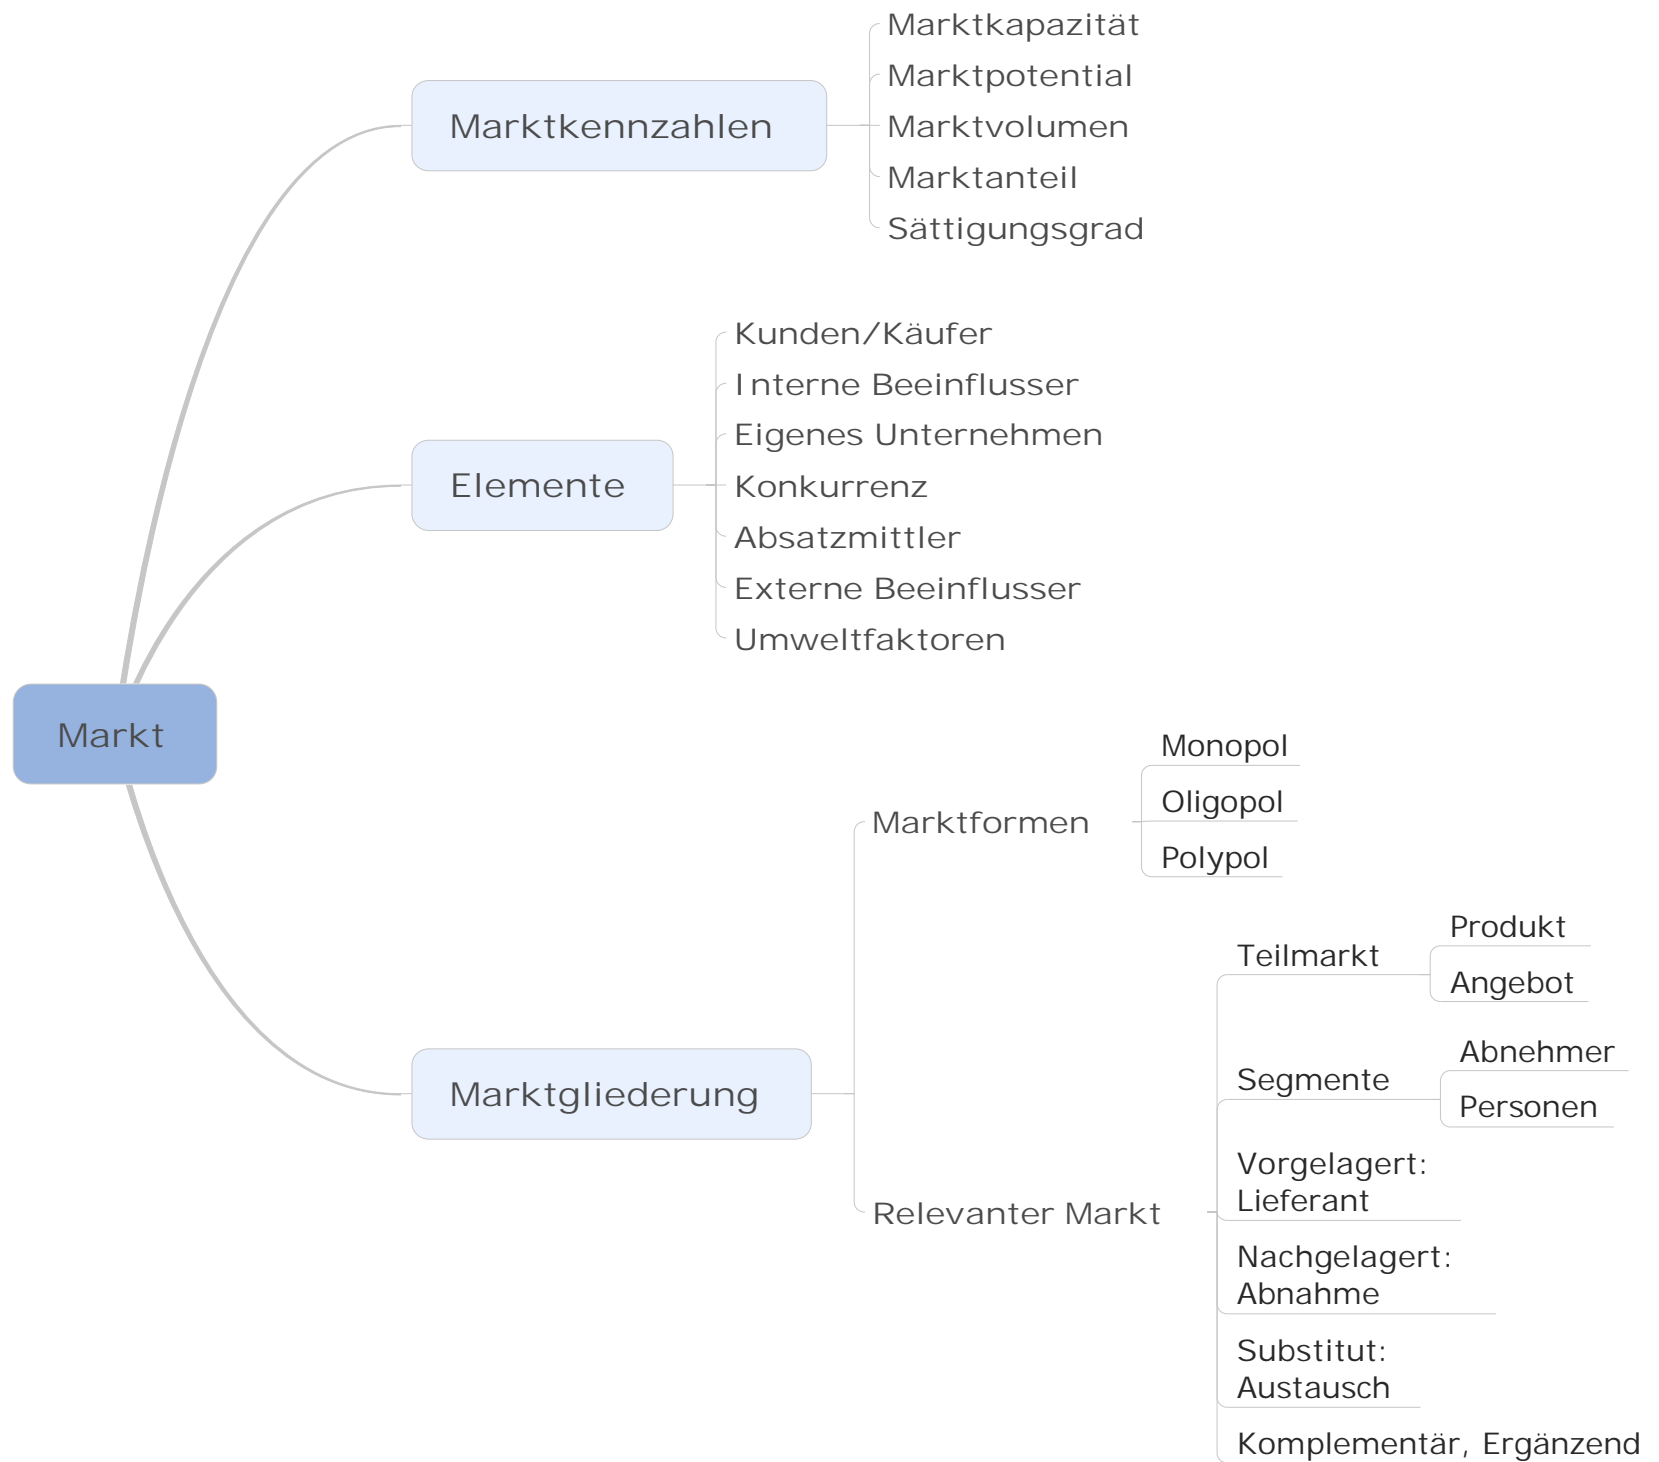 Markt
Marktkennzahlen
Marktkapazität
Marktpotential
Marktvolumen
Marktanteil
Sättigungsgrad
Elemente
Kunden/Käufer
Interne Beeinflusser
Eigenes Unternehmen
Konkurrenz
Absatzmittler
Externe Beeinflusser
Umweltfaktoren
Marktgliederung
Marktformen
Monopol
Oligopol
Polypol
Relevanter Markt
Teilmarkt
Produkt
Angebot
Segmente
Abnehmer
Personen
Vorgelagert:
Lieferant
Nachgelagert:
Abnahme
Substitut:
Austausch
Komplementär, Ergänzend